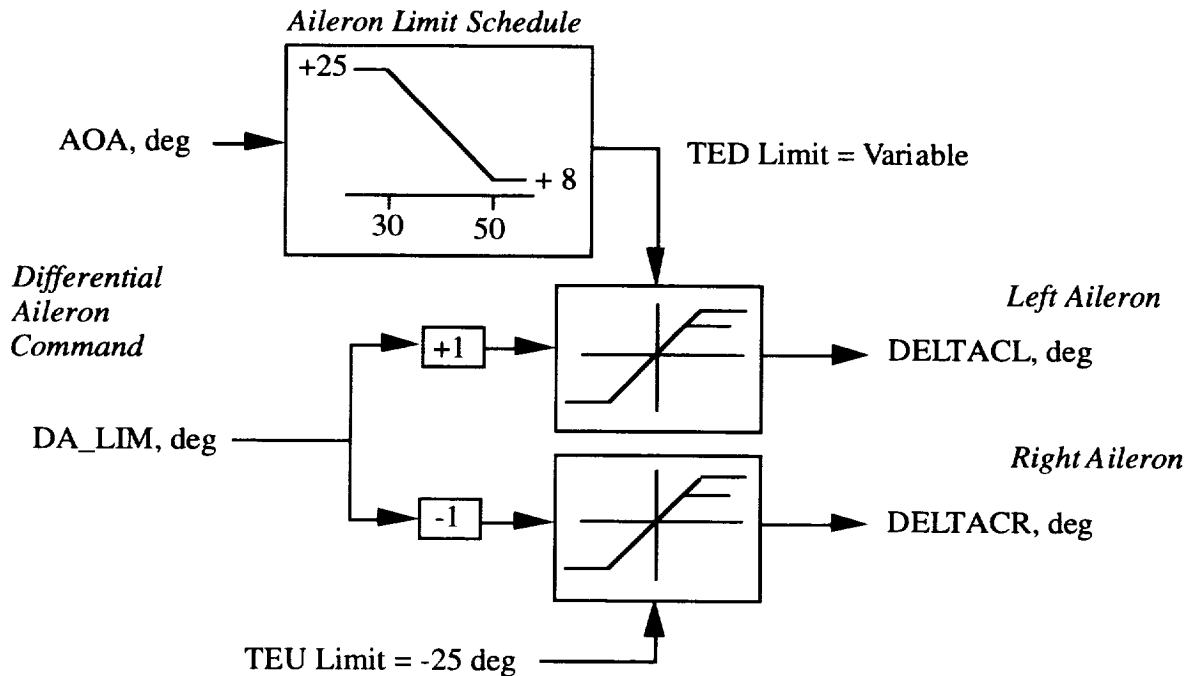 Aileron Limit Schedule
+25
+ 8
30
50
AOA, deg
TED Limit = Variable
Differential
Aileron
Command
+1
Left Aileron
DELTACL, deg
DA_LIM, deg
Right Aileron
-1
DELTACR, deg
TEU Limit = -25 deg